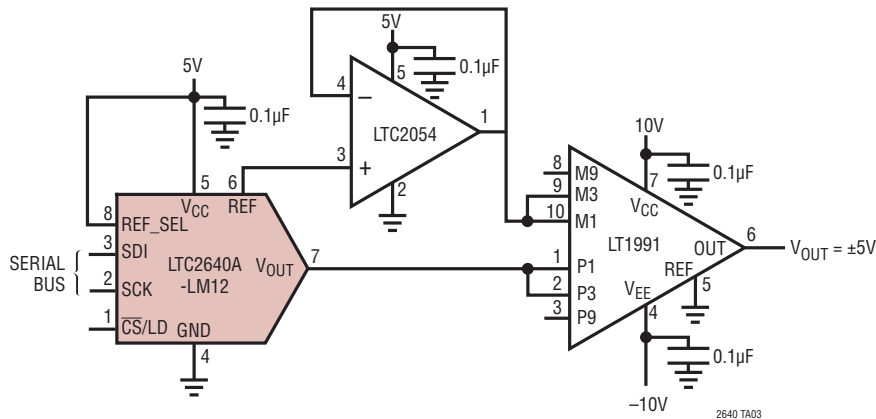 5V
4
5
0.1µF
–
1
5V
LTC2054
0.1µF
10V
3
+
8
M9
0.1µF
2
9
M3
7
5
6
VCC
REF
10
M1
VCC
8
REF_SEL
LT1991
6
3
SDI
7
OUT
VOUT = ±5V
SERIAL
BUS
LTC2640A
-LM12
VOUT
1
P1
REF
2
SCK
2
P3
5
VEE
1
CS/LD
GND
3
P9
4
4
0.1µF
–10V
2640 TA03